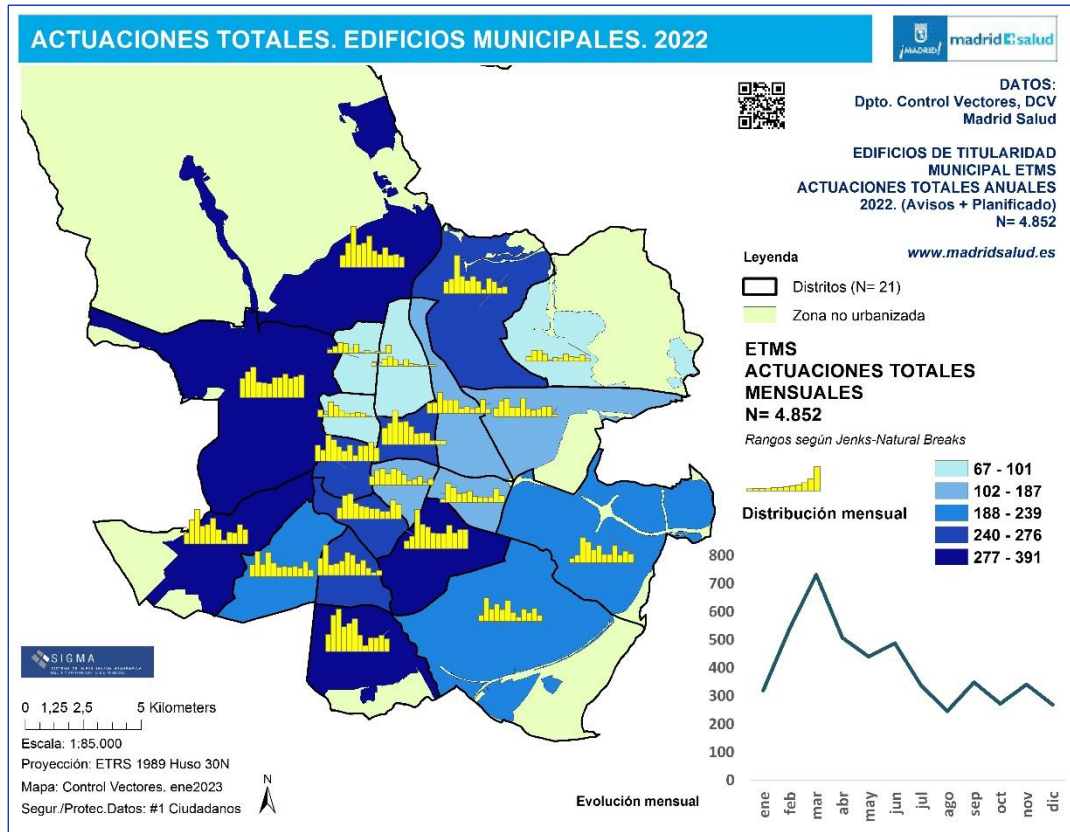 ACTUACIONES TOTALES. EDIFICIOS MUNICIPALES. 2022
¡MADRID!
madrid salud
DATOS:
Dpto. Control Vectores, DCV
Madrid Salud
EDIFICIOS DE TITULARIDAD
MUNICIPAL ETMS
ACTUACIONES TOTALES ANUALES
2022. (Avisos + Planificado)
N= 4.852
www.madridsalud.es
Leyenda
Distritos (N= 21)
Zona no urbanizada
ETMS
ACTUACIONES TOTALES
MENSUALES
N= 4.852
Rangos según Jenks-Natural Breaks
67 - 101
102 - 187
188 - 239
240 - 276
277 - 391
Distribución mensual
800
700
600
500
400
300
200
100
0
ene
feb
mar
abr
may
jun
jul
ago
sep
oct
nov
dic
Evolución mensual
SIGMA
0 1,25 2,5 5 Kilometers
Escala: 1:85.000
Proyección: ETRS 1989 Huso 30N
Mapa: Control Vectores. ene2023
Segur./Protec.Datos: #1 Ciudadanos
N